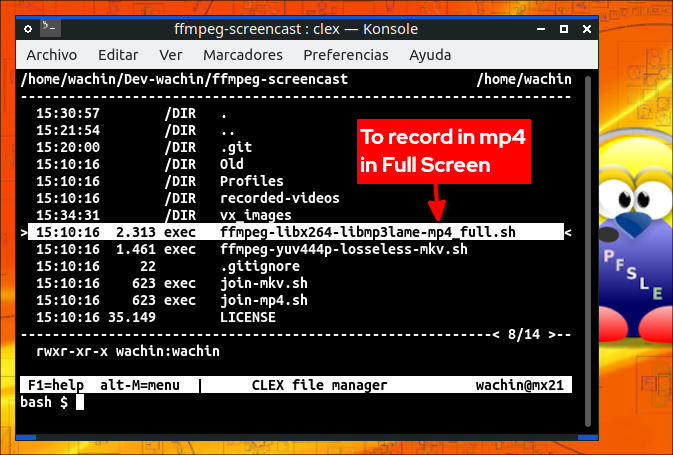 ffmpeg-screencast : clex — Konsole
Archivo Editar Ver Marcadores Preferencias Ayuda
/home/wachin/Dev-wachin/ffmpeg-screencast /home/wachin
15:30:57 /DIR .
15:21:54 /DIR ..
15:20:00 /DIR .git
15:10:16 /DIR Old
15:10:16 /DIR Profiles
15:10:16 /DIR recorded-videos
15:34:31 /DIR vx_images
>15:10:16 2.313 exec ffmpeg-libx264-libmp3lame-mp4_full.sh <
15:10:16 1.461 exec ffmpeg-yuv444p-losseless-mkv.sh
15:10:16 22 .gitignore
15:10:16 623 exec join-mkv.sh
15:10:16 623 exec join-mp4.sh
15:10:16 35.149 LICENSE
< 8/14 >--
rwxr-xr-x wachin:wachin
F1=help alt-M=menu | CLEX file manager wachin@mx21
bash $
To record in mp4
in Full Screen
PFSLE